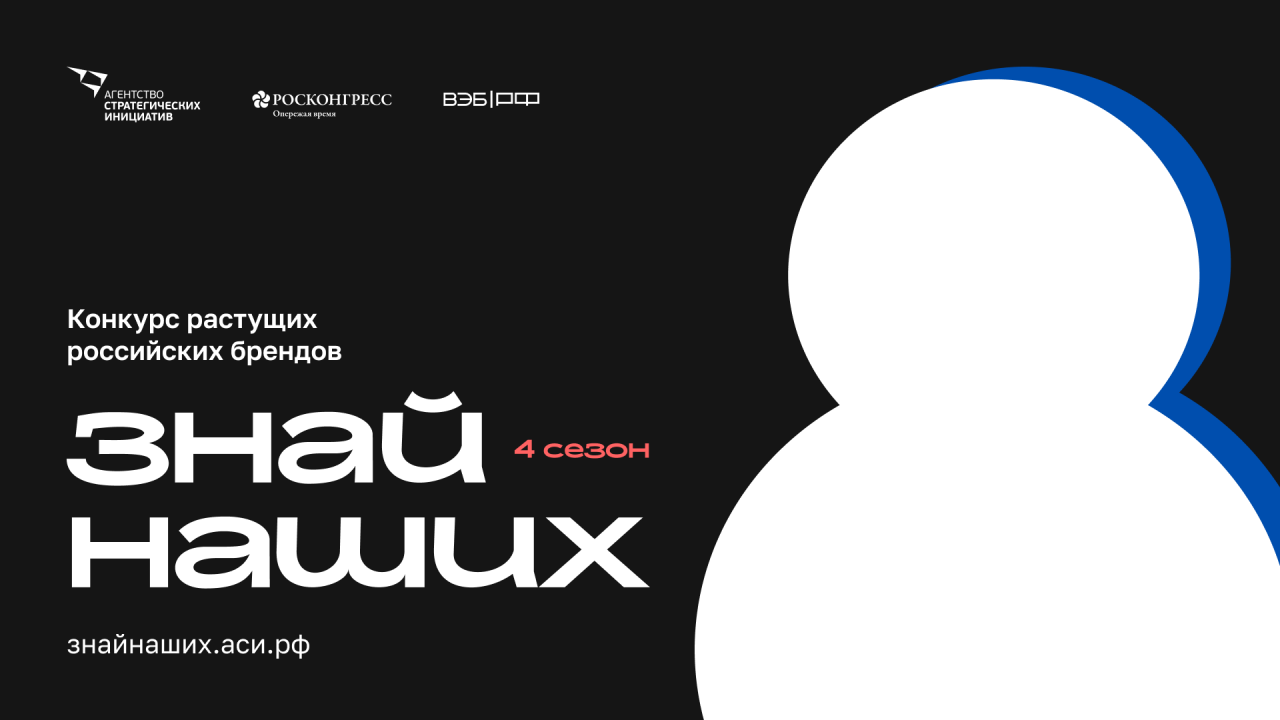 АГЕНТСТВО
СТРАТЕГИЧЕСКИХ
ИНИЦИАТИВ
РОСКОНГРЕСС
Опережая время
ВЭБ|РФ
Конкурс растущих
российских брендов
знай
4 сезон
наших
знайнаших.аси.рф